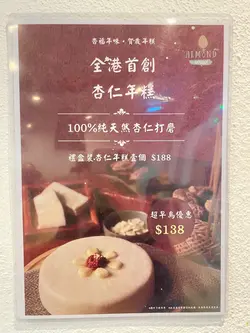 杏福年味・賀歲年糕
ALMOND
全港首創
杏仁年糕
100%純天然杏仁打磨
禮盒裝杏仁年糕壹個 $188
超早鳥優惠
$138